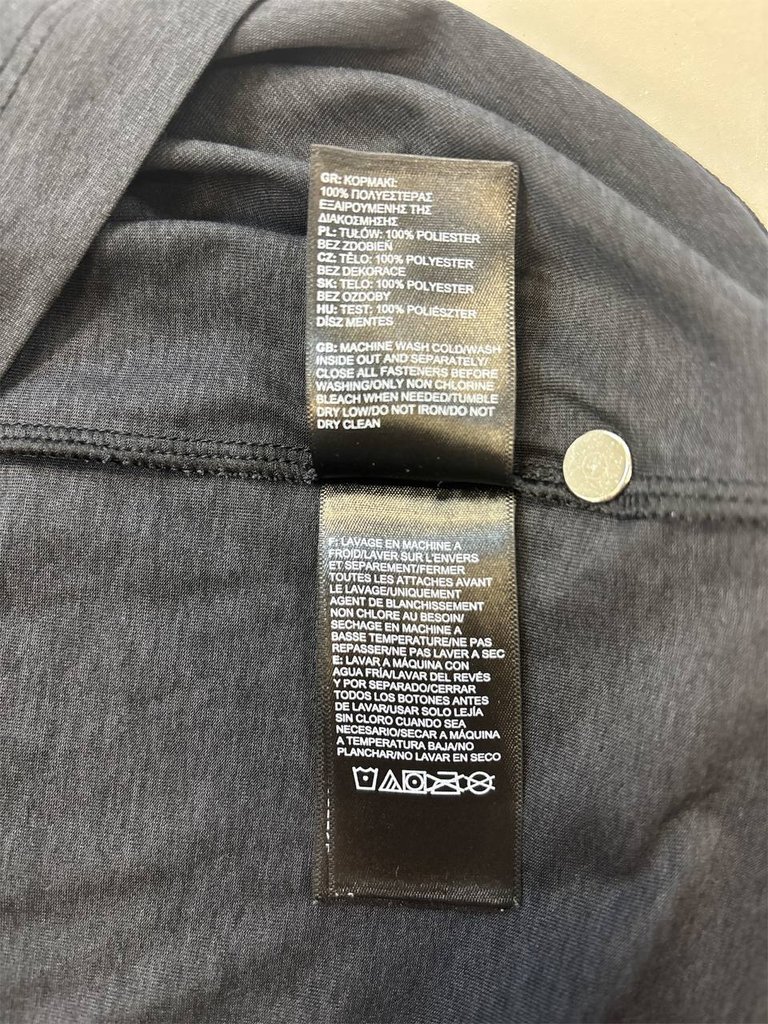 GR: ΚΟΡΜΑΚΙ:
100% ΠΟΛΥΕΣΤΕΡΑΣ
ΕΞΑΙΡΟΥΜΕΝΗΣ ΤΗΣ
ΔΙΑΚΟΣΜΗΣΗΣ
PL: TUŁÓW: 100% POLIESTER
BEZ ZDOBIEŃ
CZ: TĚLO: 100% POLYESTER
BEZ DEKORACE
SK: TELO: 100% POLYESTER
BEZ OZDOBY
HU: TEST: 100% POLIÉSZTER
DÍSZ MENTES
GB: MACHINE WASH COLD/WASH
INSIDE OUT AND SEPARATELY/
CLOSE ALL FASTENERS BEFORE
WASHING/ONLY NON CHLORINE
BLEACH WHEN NEEDED/TUMBLE
DRY LOW/DO NOT IRON/DO NOT
DRY CLEAN
F: LAVAGE EN MACHINE A
FROID/LAVER SUR L'ENVERS
ET SEPAREMENT/FERMER
TOUTES LES ATTACHES AVANT
LE LAVAGE/UNIQUEMENT
AGENT DE BLANCHISSEMENT
NON CHLORE AU BESOIN/
SECHAGE EN MACHINE A
BASSE TEMPERATURE/NE PAS
REPASSER/NE PAS LAVER A SEC
E: LAVAR A MÁQUINA CON
AGUA FRÍA/LAVAR DEL REVÉS
Y POR SEPARADO/CERRAR
TODOS LOS BOTONES ANTES
DE LAVAR/USAR SOLO LEJÍA
SIN CLORO CUANDO SEA
NECESARIO/SECAR A MÁQUINA
A TEMPERATURA BAJA/NO
PLANCHAR/NO LAVAR EN SECO